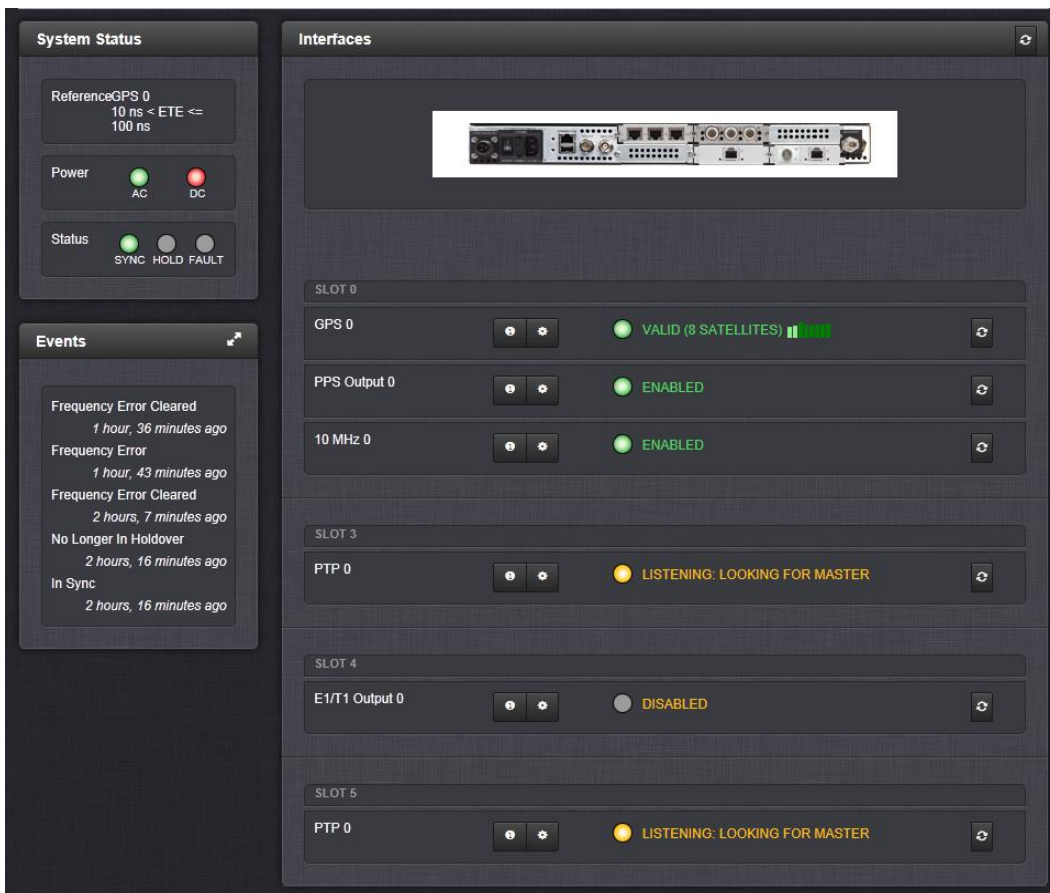 System Status
ReferenceGPS 0
10 ns < ETE <=
100 ns
Power
AC DC
Status
SYNC HOLD FAULT
Events
Frequency Error Cleared
1 hour, 36 minutes ago
Frequency Error
1 hour, 43 minutes ago
Frequency Error Cleared
2 hours, 7 minutes ago
No Longer In Holdover
2 hours, 16 minutes ago
In Sync
2 hours, 16 minutes ago
Interfaces
SLOT 0
GPS 0 VALID (8 SATELLITES)
PPS Output 0 ENABLED
10 MHz 0 ENABLED
SLOT 3
PTP 0 LISTENING: LOOKING FOR MASTER
SLOT 4
E1/T1 Output 0 DISABLED
SLOT 5
PTP 0 LISTENING: LOOKING FOR MASTER